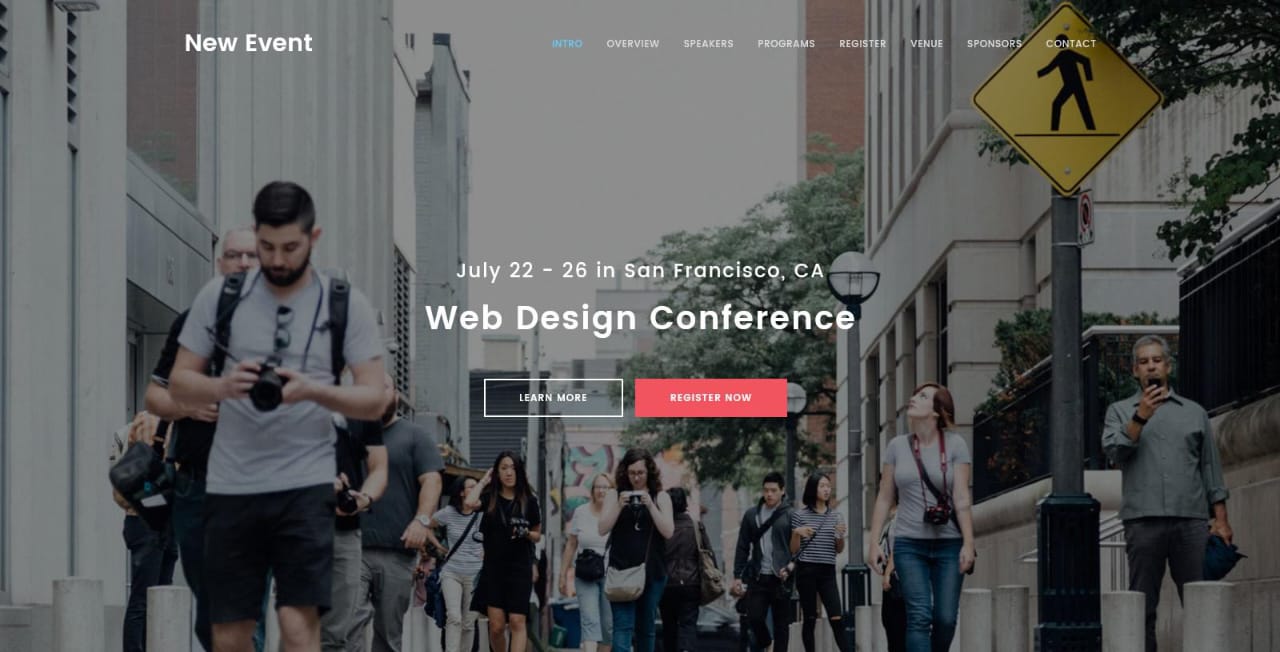 New Event
INTRO OVERVIEW SPEAKERS PROGRAMS REGISTER VENUE SPONSORS CONTACT
July 22 - 26 in San Francisco, CA
Web Design Conference
LEARN MORE REGISTER NOW